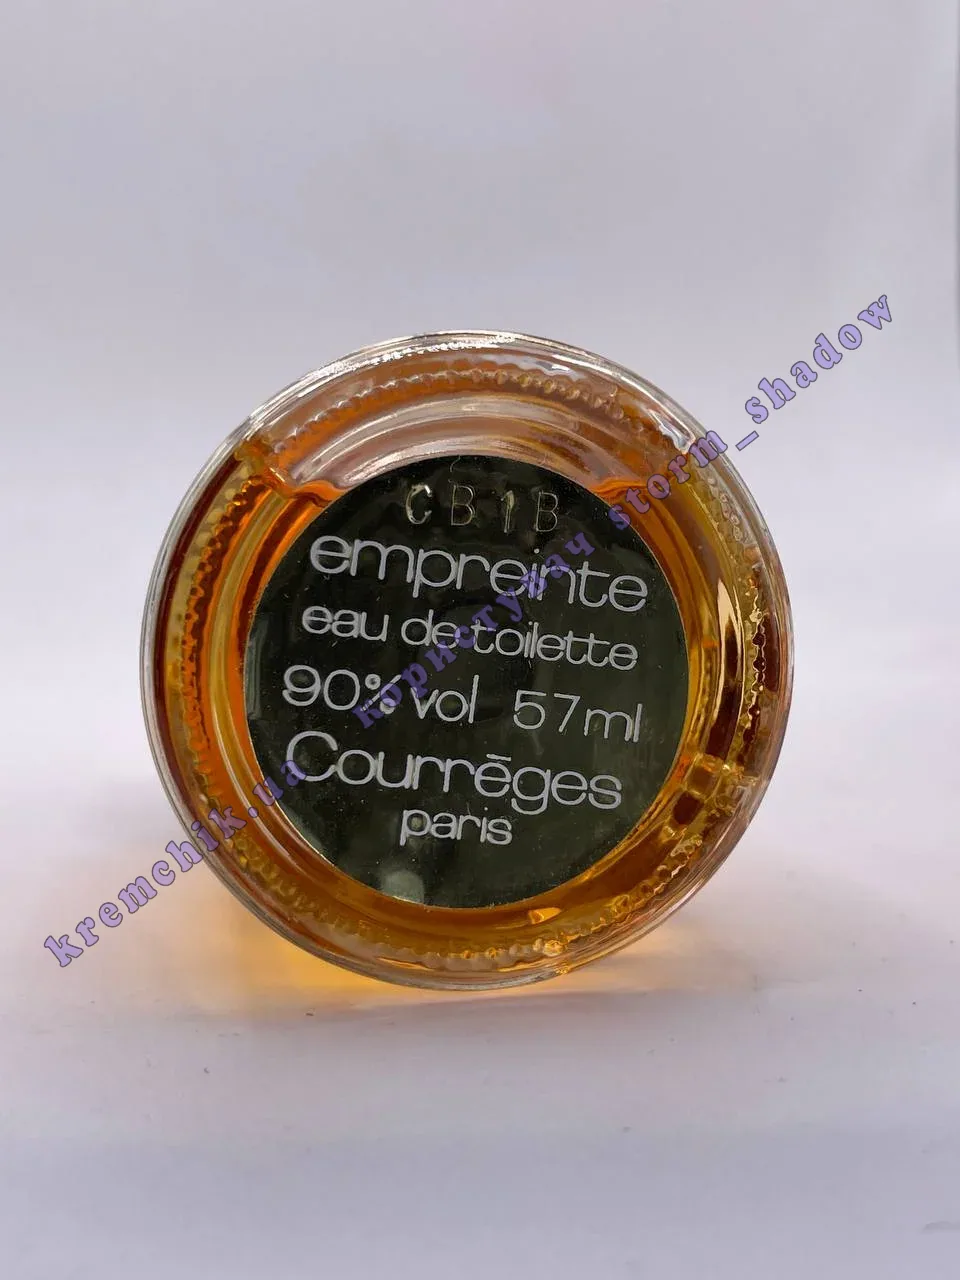 CB1B
empreinte
eau de toilette
90% vol 57ml
Courrēges
paris
kremchik.ua користувач storm_shadow